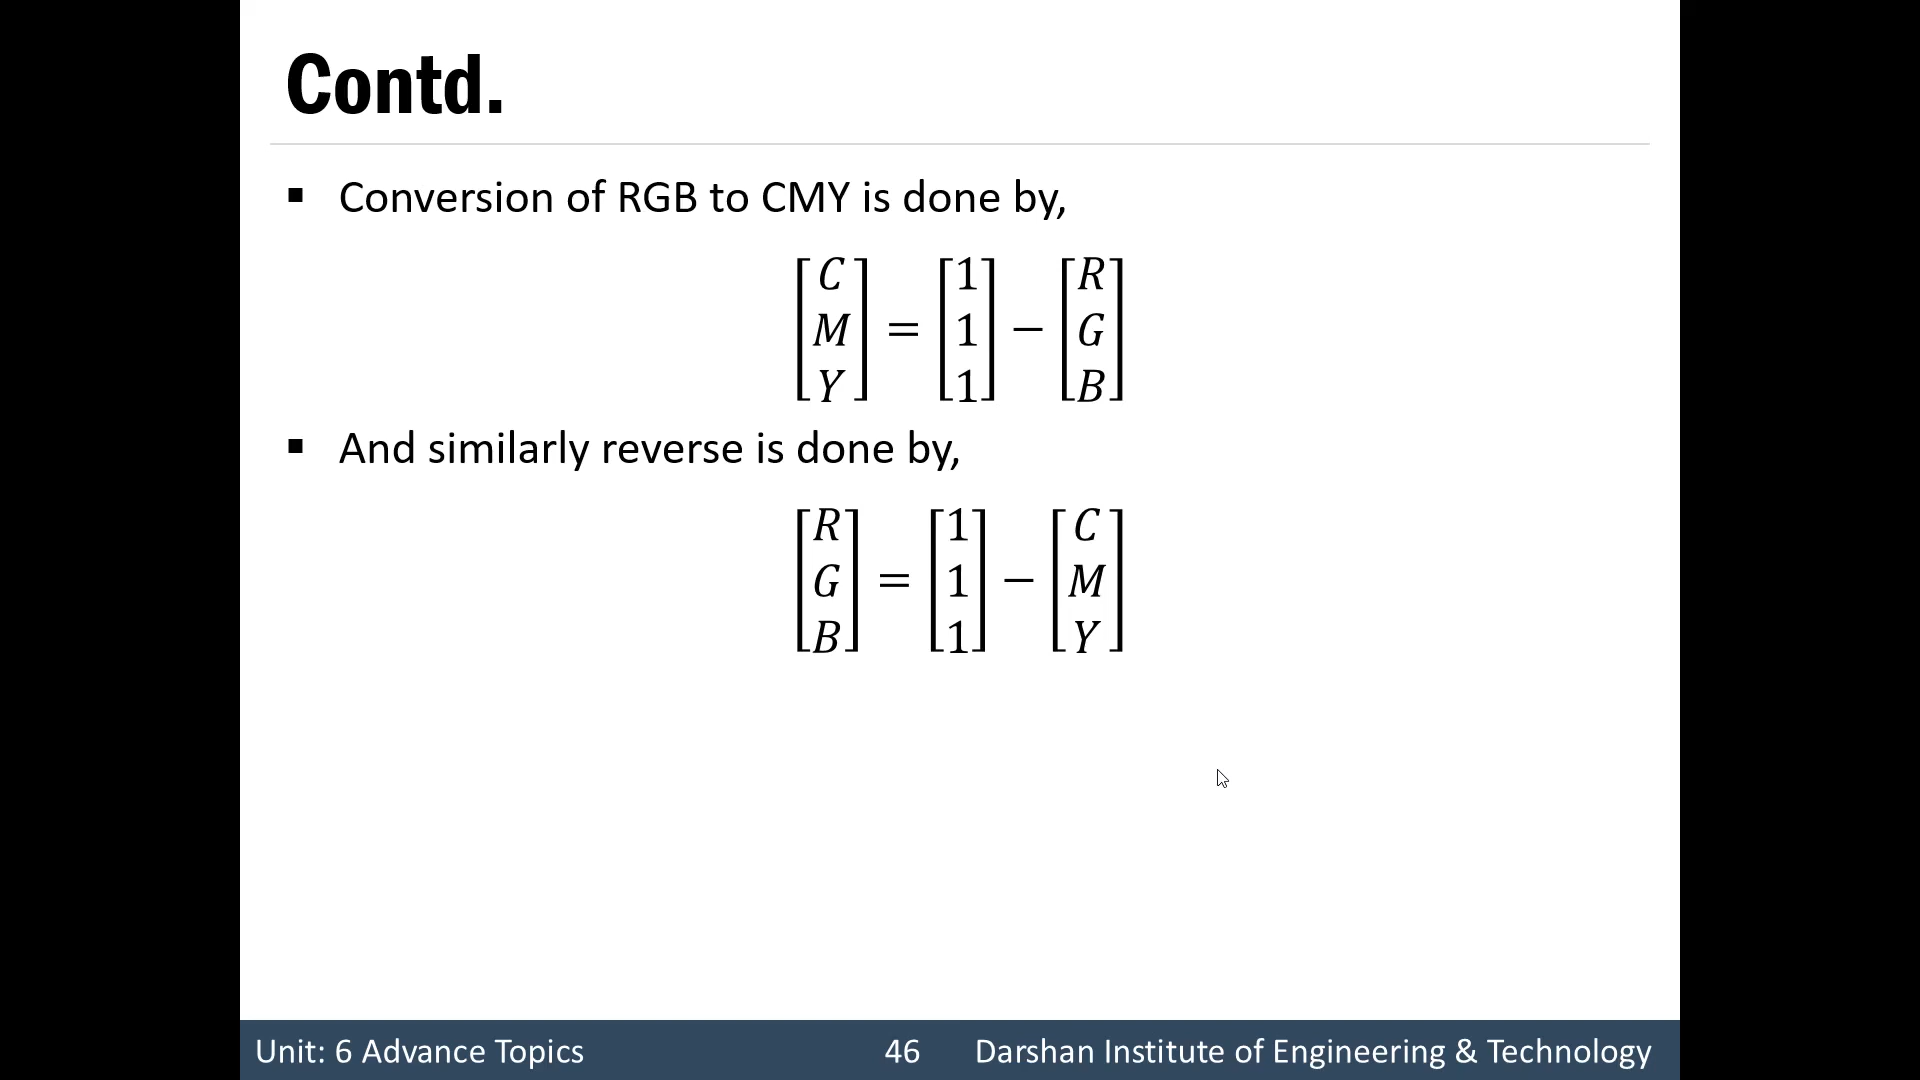 Contd.
▪ Conversion of RGB to CMY is done by,
[C M Y] = [1 1 1] − [R G B]
▪ And similarly reverse is done by,
[R G B] = [1 1 1] − [C M Y]
Unit: 6 Advance Topics 46 Darshan Institute of Engineering & Technology